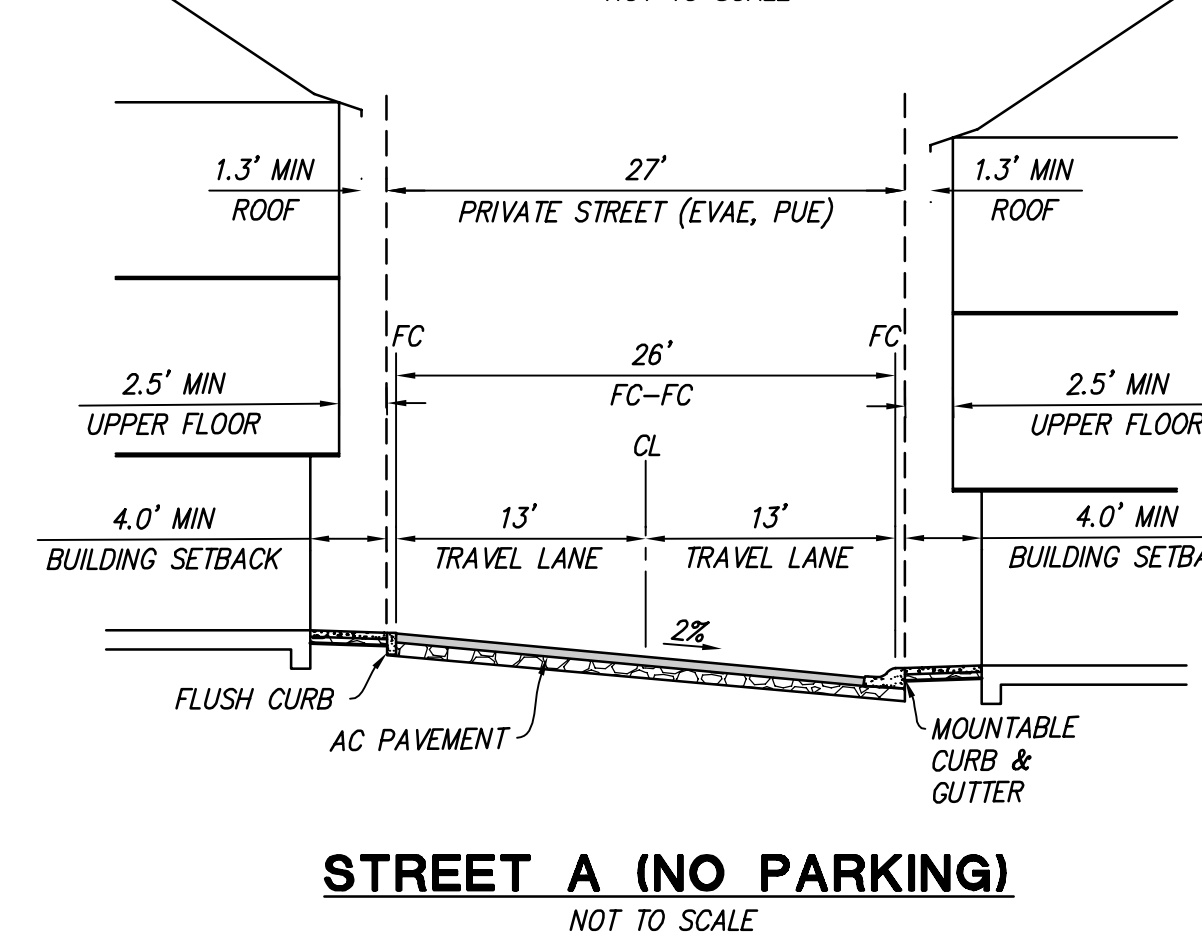 1.3' MIN
ROOF
27'
PRIVATE STREET (EVAE, PUE)
1.3' MIN
ROOF
FC
26'
FC-FC
FC
2.5' MIN
UPPER FLOOR
2.5' MIN
UPPER FLOOR
CL
4.0' MIN
BUILDING SETBACK
13'
TRAVEL LANE
13'
TRAVEL LANE
4.0' MIN
BUILDING
2%
FLUSH CURB
AC PAVEMENT
MOUNTABLE
CURB &
GUTTER
STREET A (NO PARKING)
NOT TO SCALE